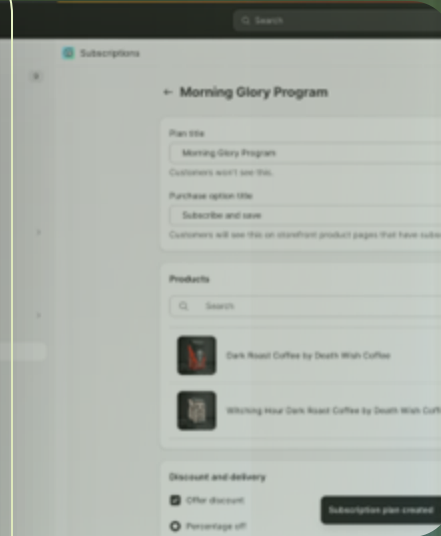 Search
Subscriptions
← Morning Glory Program
Plan title
Morning Glory Program
Customers won't see this.
Purchase option title
Subscribe and save
Customers will see this on storefront product pages that have
Products
Search
Dark Roast Coffee by Death Wish Coffee
Witching Hour Dark Roast Coffee by Death Wish
Discount and delivery
Offer discount
Subscription plan created
Percentage off